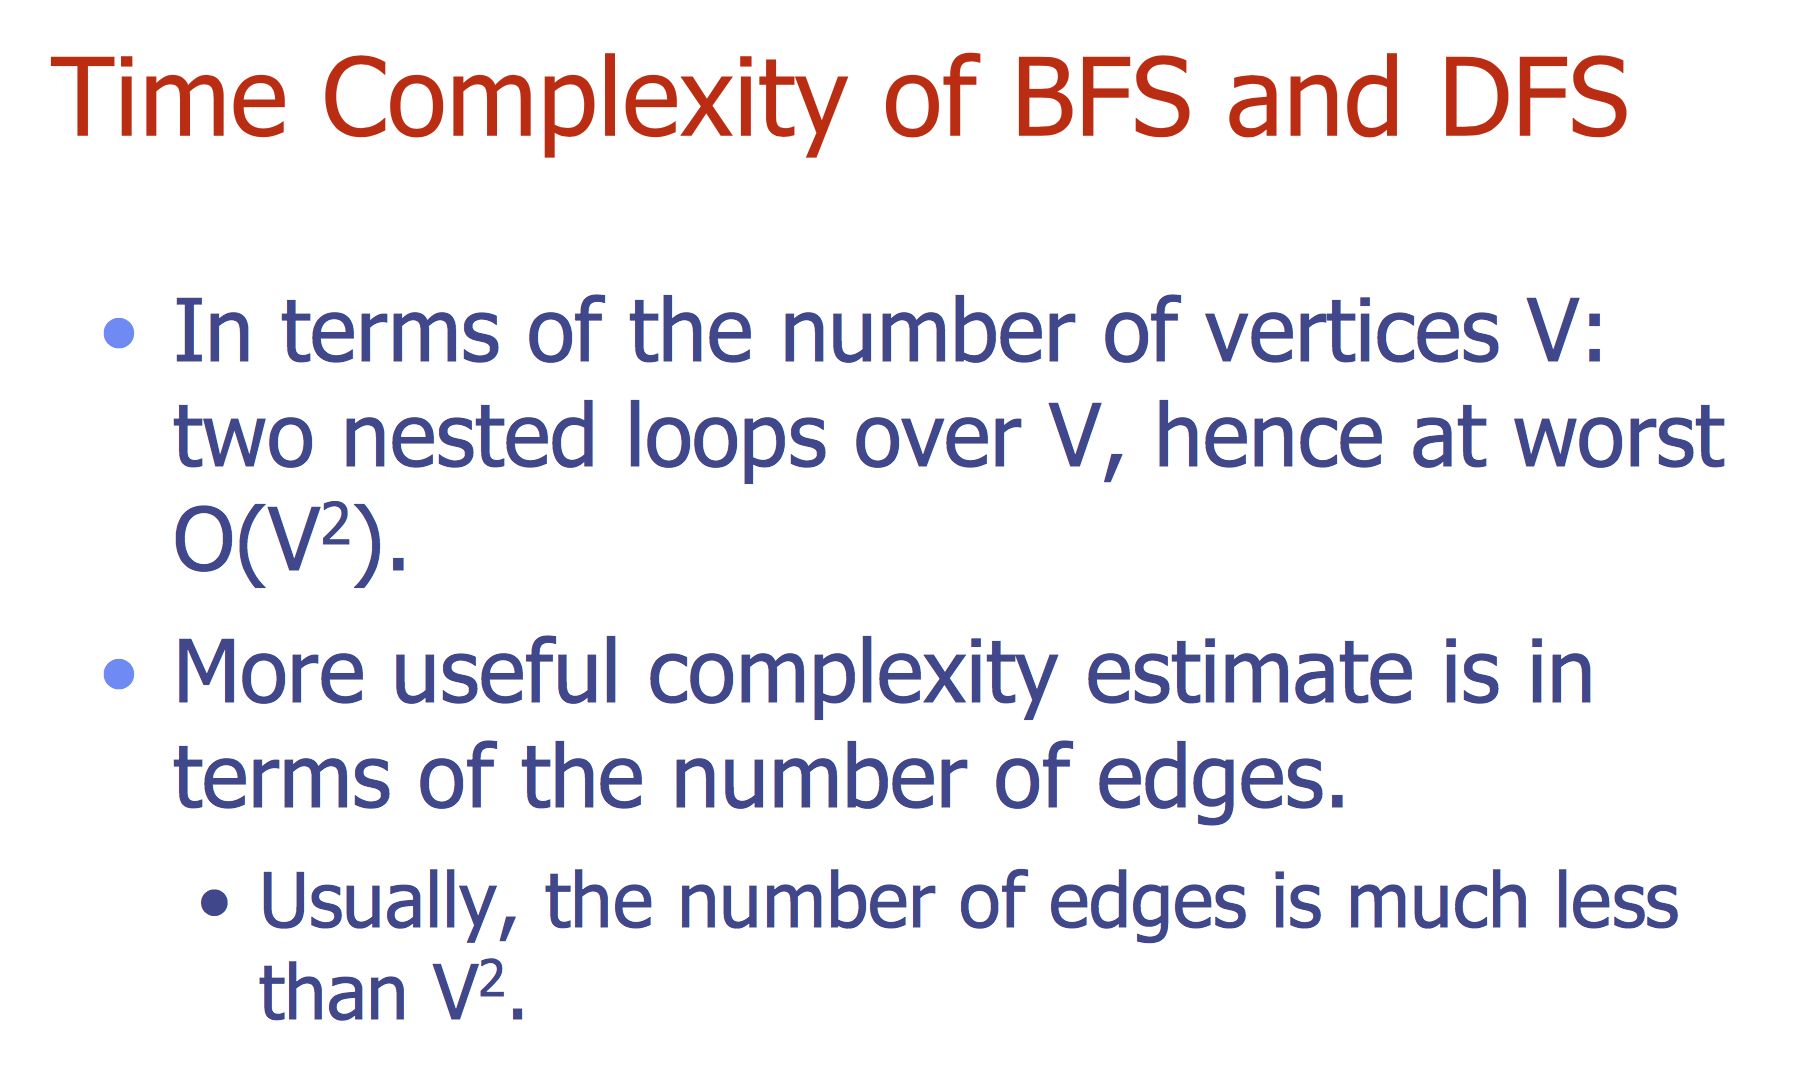 Time Complexity of BFS and DFS
• In terms of the number of vertices V:
two nested loops over V, hence at worst
O(V²).
• More useful complexity estimate is in
terms of the number of edges.
• Usually, the number of edges is much less
than V².